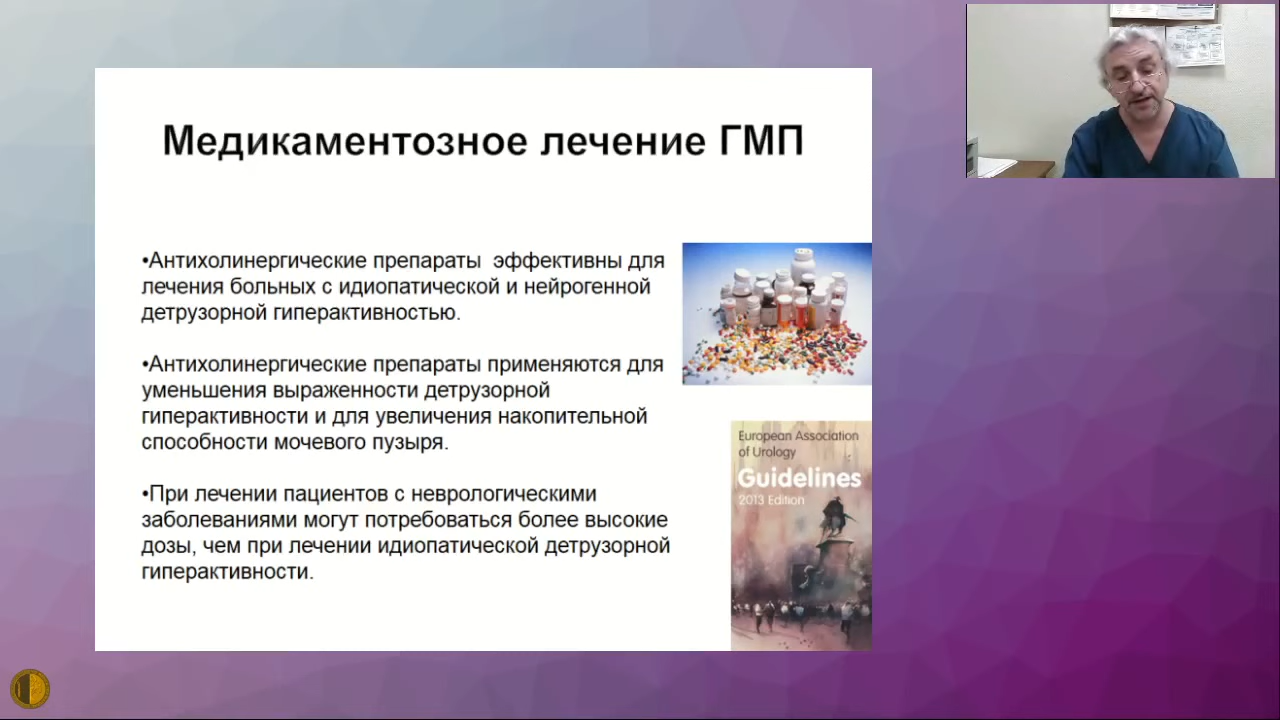 Медикаментозное лечение ГМП
•Антихолинергические препараты эффективны для
лечения больных с идиопатической и нейрогенной
детрузорной гиперактивностью.
•Антихолинергические препараты применяются для
уменьшения выраженности детрузорной
гиперактивности и для увеличения накопительной
способности мочевого пузыря.
•При лечении пациентов с неврологическими
заболеваниями могут потребоваться более высокие
дозы, чем при лечении идиопатической детрузорной
гиперактивности.
European Association
of Urology
Guidelines
2013 Edition